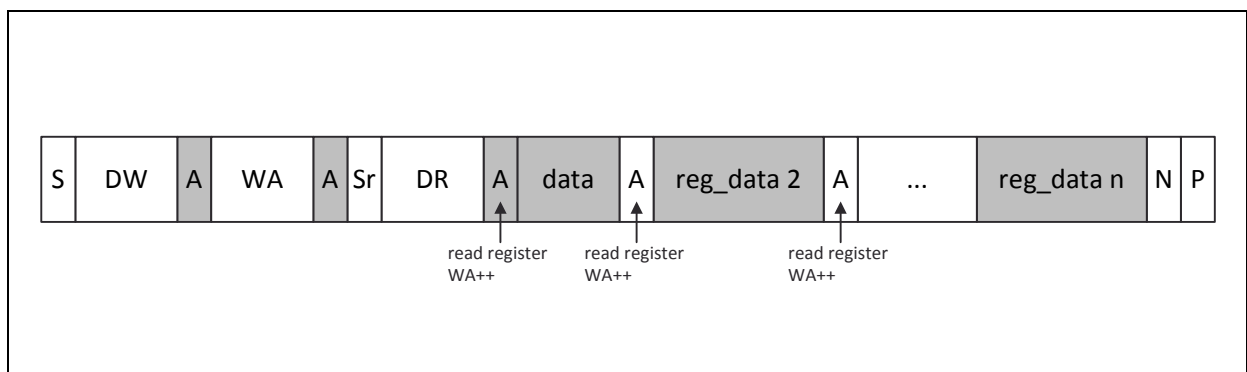 S DW A WA A Sr DR A data A reg_data 2 A ... reg_data n N P
read register read register read register
WA++ WA++ WA++